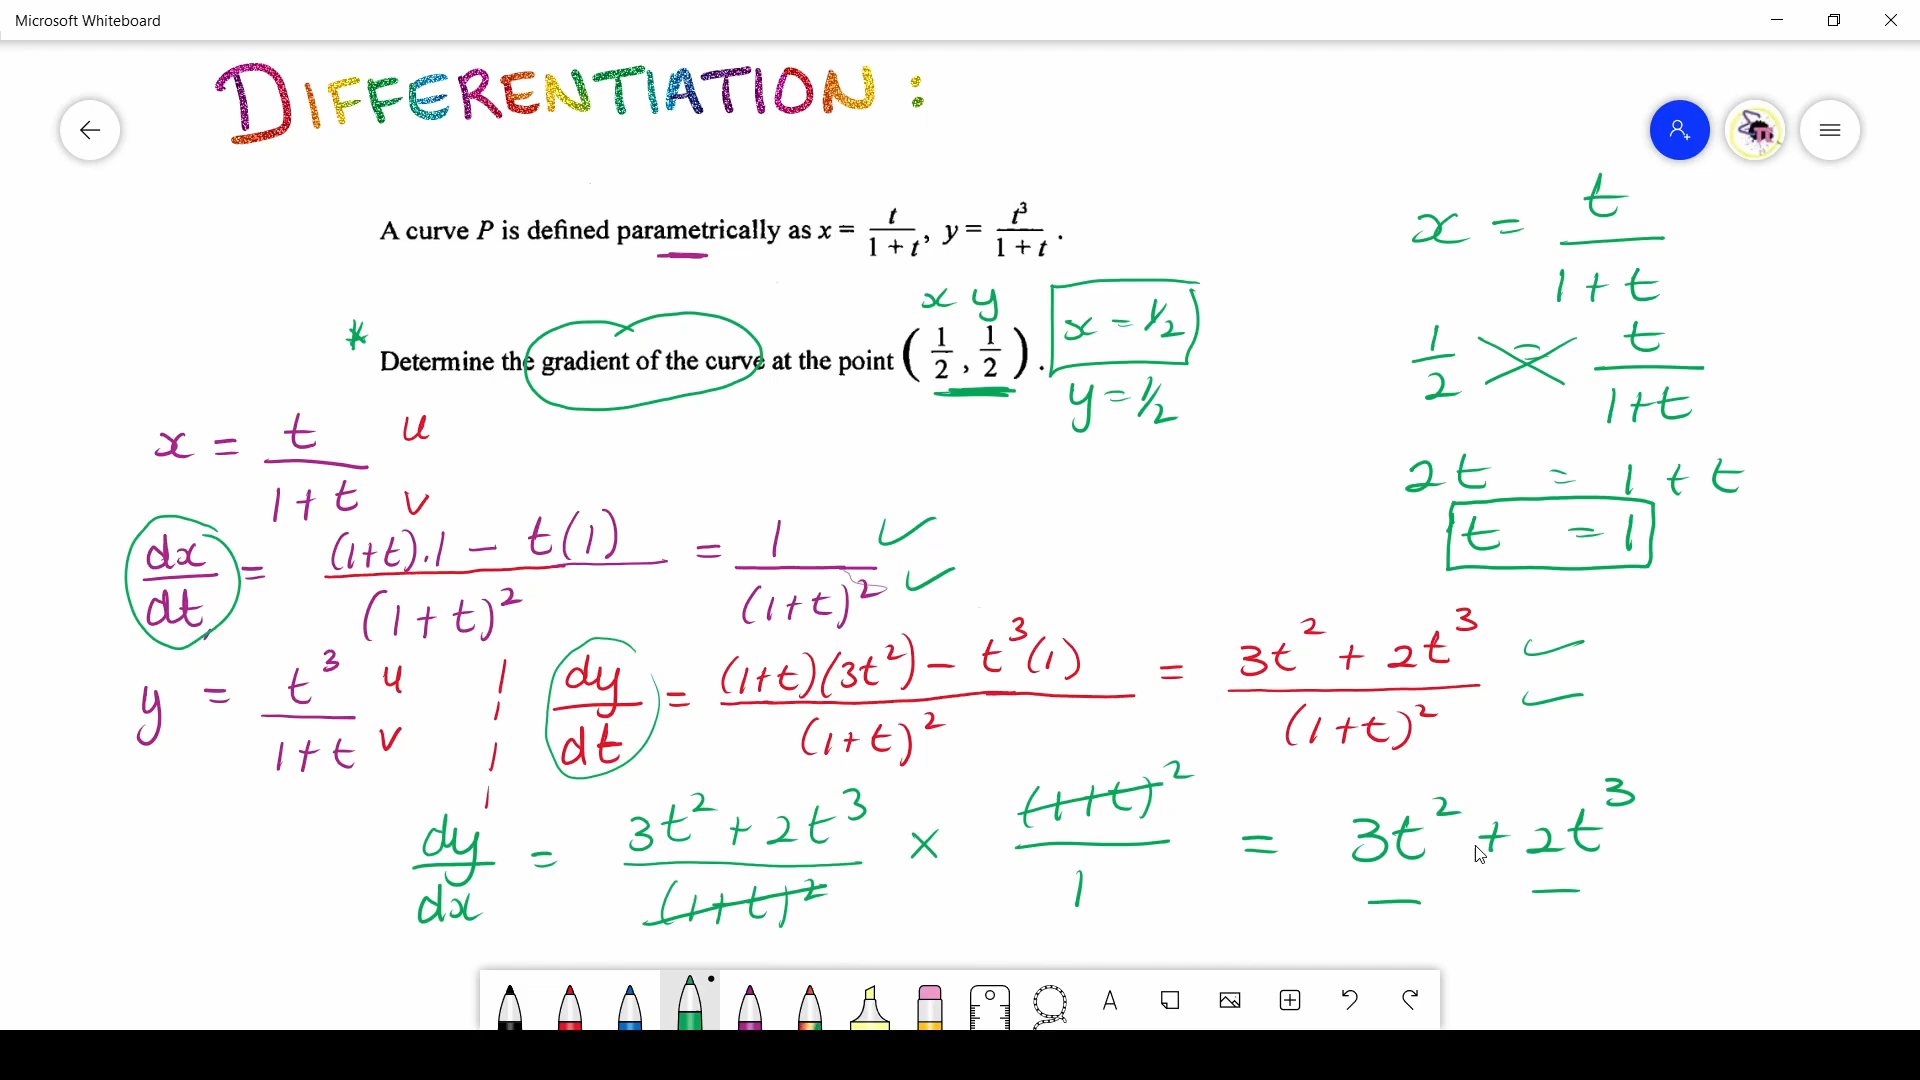 Microsoft Whiteboard
DIFFERENTIATION :
A curve P is defined parametrically as x = t/(1 + t), y = t³/(1 + t).
x y
* Determine the gradient of the curve at the point (1/2, 1/2).
x = 1/2
y = 1/2
x = t/(1 + t)
1/2 = t/(1+t)
2t = 1 + t
t = 1
x = t/(1 + t) u v
dx/dt = ((1+t).1 – t(1))/(1 + t)² = 1/(1+t)² ✓ ✓
y = t³/(1+t) u v
dy/dt = ((1+t)(3t²) – t³(1))/(1+t)² = (3t² + 2t³)/(1+t)² ✓ ✓
dy/dx = (3t² + 2t³)/(1+t)² × (1+t)²/1 = 3t² + 2t³
A